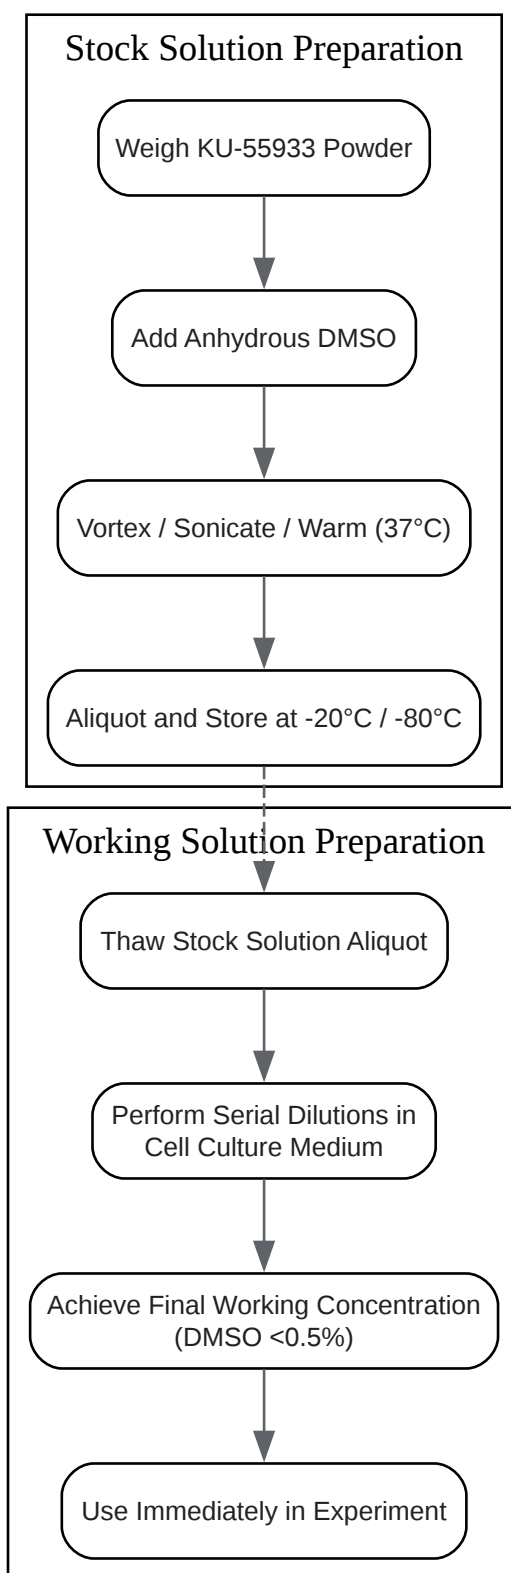 Stock Solution Preparation
Weigh KU-55933 Powder
Add Anhydrous DMSO
Vortex / Sonicate / Warm (37°C)
Aliquot and Store at -20°C / -80°C
Working Solution Preparation
Thaw Stock Solution Aliquot
Perform Serial Dilutions in
Cell Culture Medium
Achieve Final Working Concentration
(DMSO <0.5%)
Use Immediately in Experiment